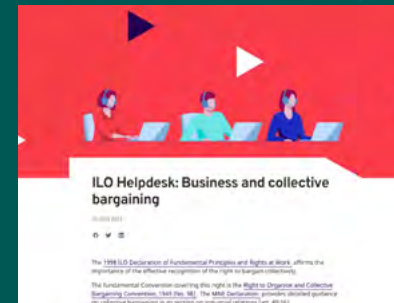 ILO Helpdesk: Business and collective
bargaining
The 1998 ILO Declaration of Fundamental Principles and Rights at Work, affirms the
importance of the effective recognition of the right to bargain collectively.
The fundamental Convention covering this right is the Right to Organise and Collective
Bargaining Convention, 1949 (No. 98). The MNE Declaration provides detailed guidance